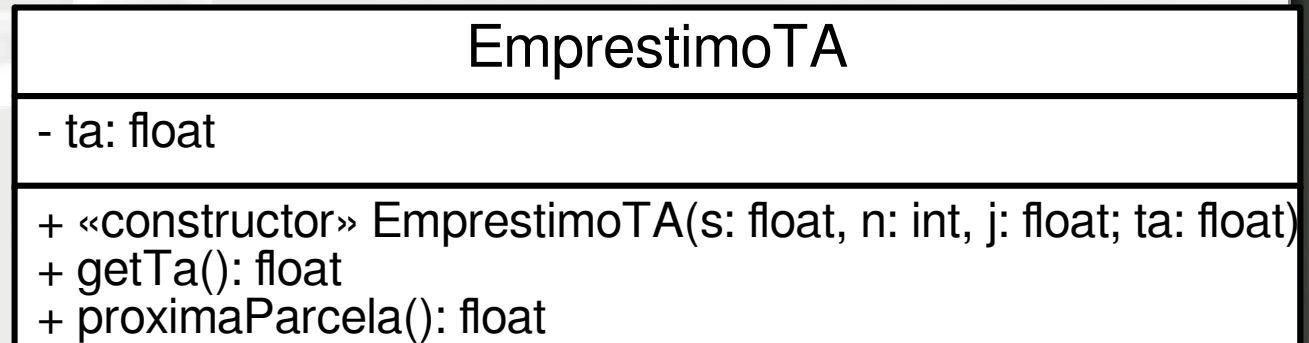 EmprestimoTA
- ta: float
+ «constructor» EmprestimoTA(s: float, n: int, j: float; ta: float)
+ getTa(): float
+ proximaParcela(): float